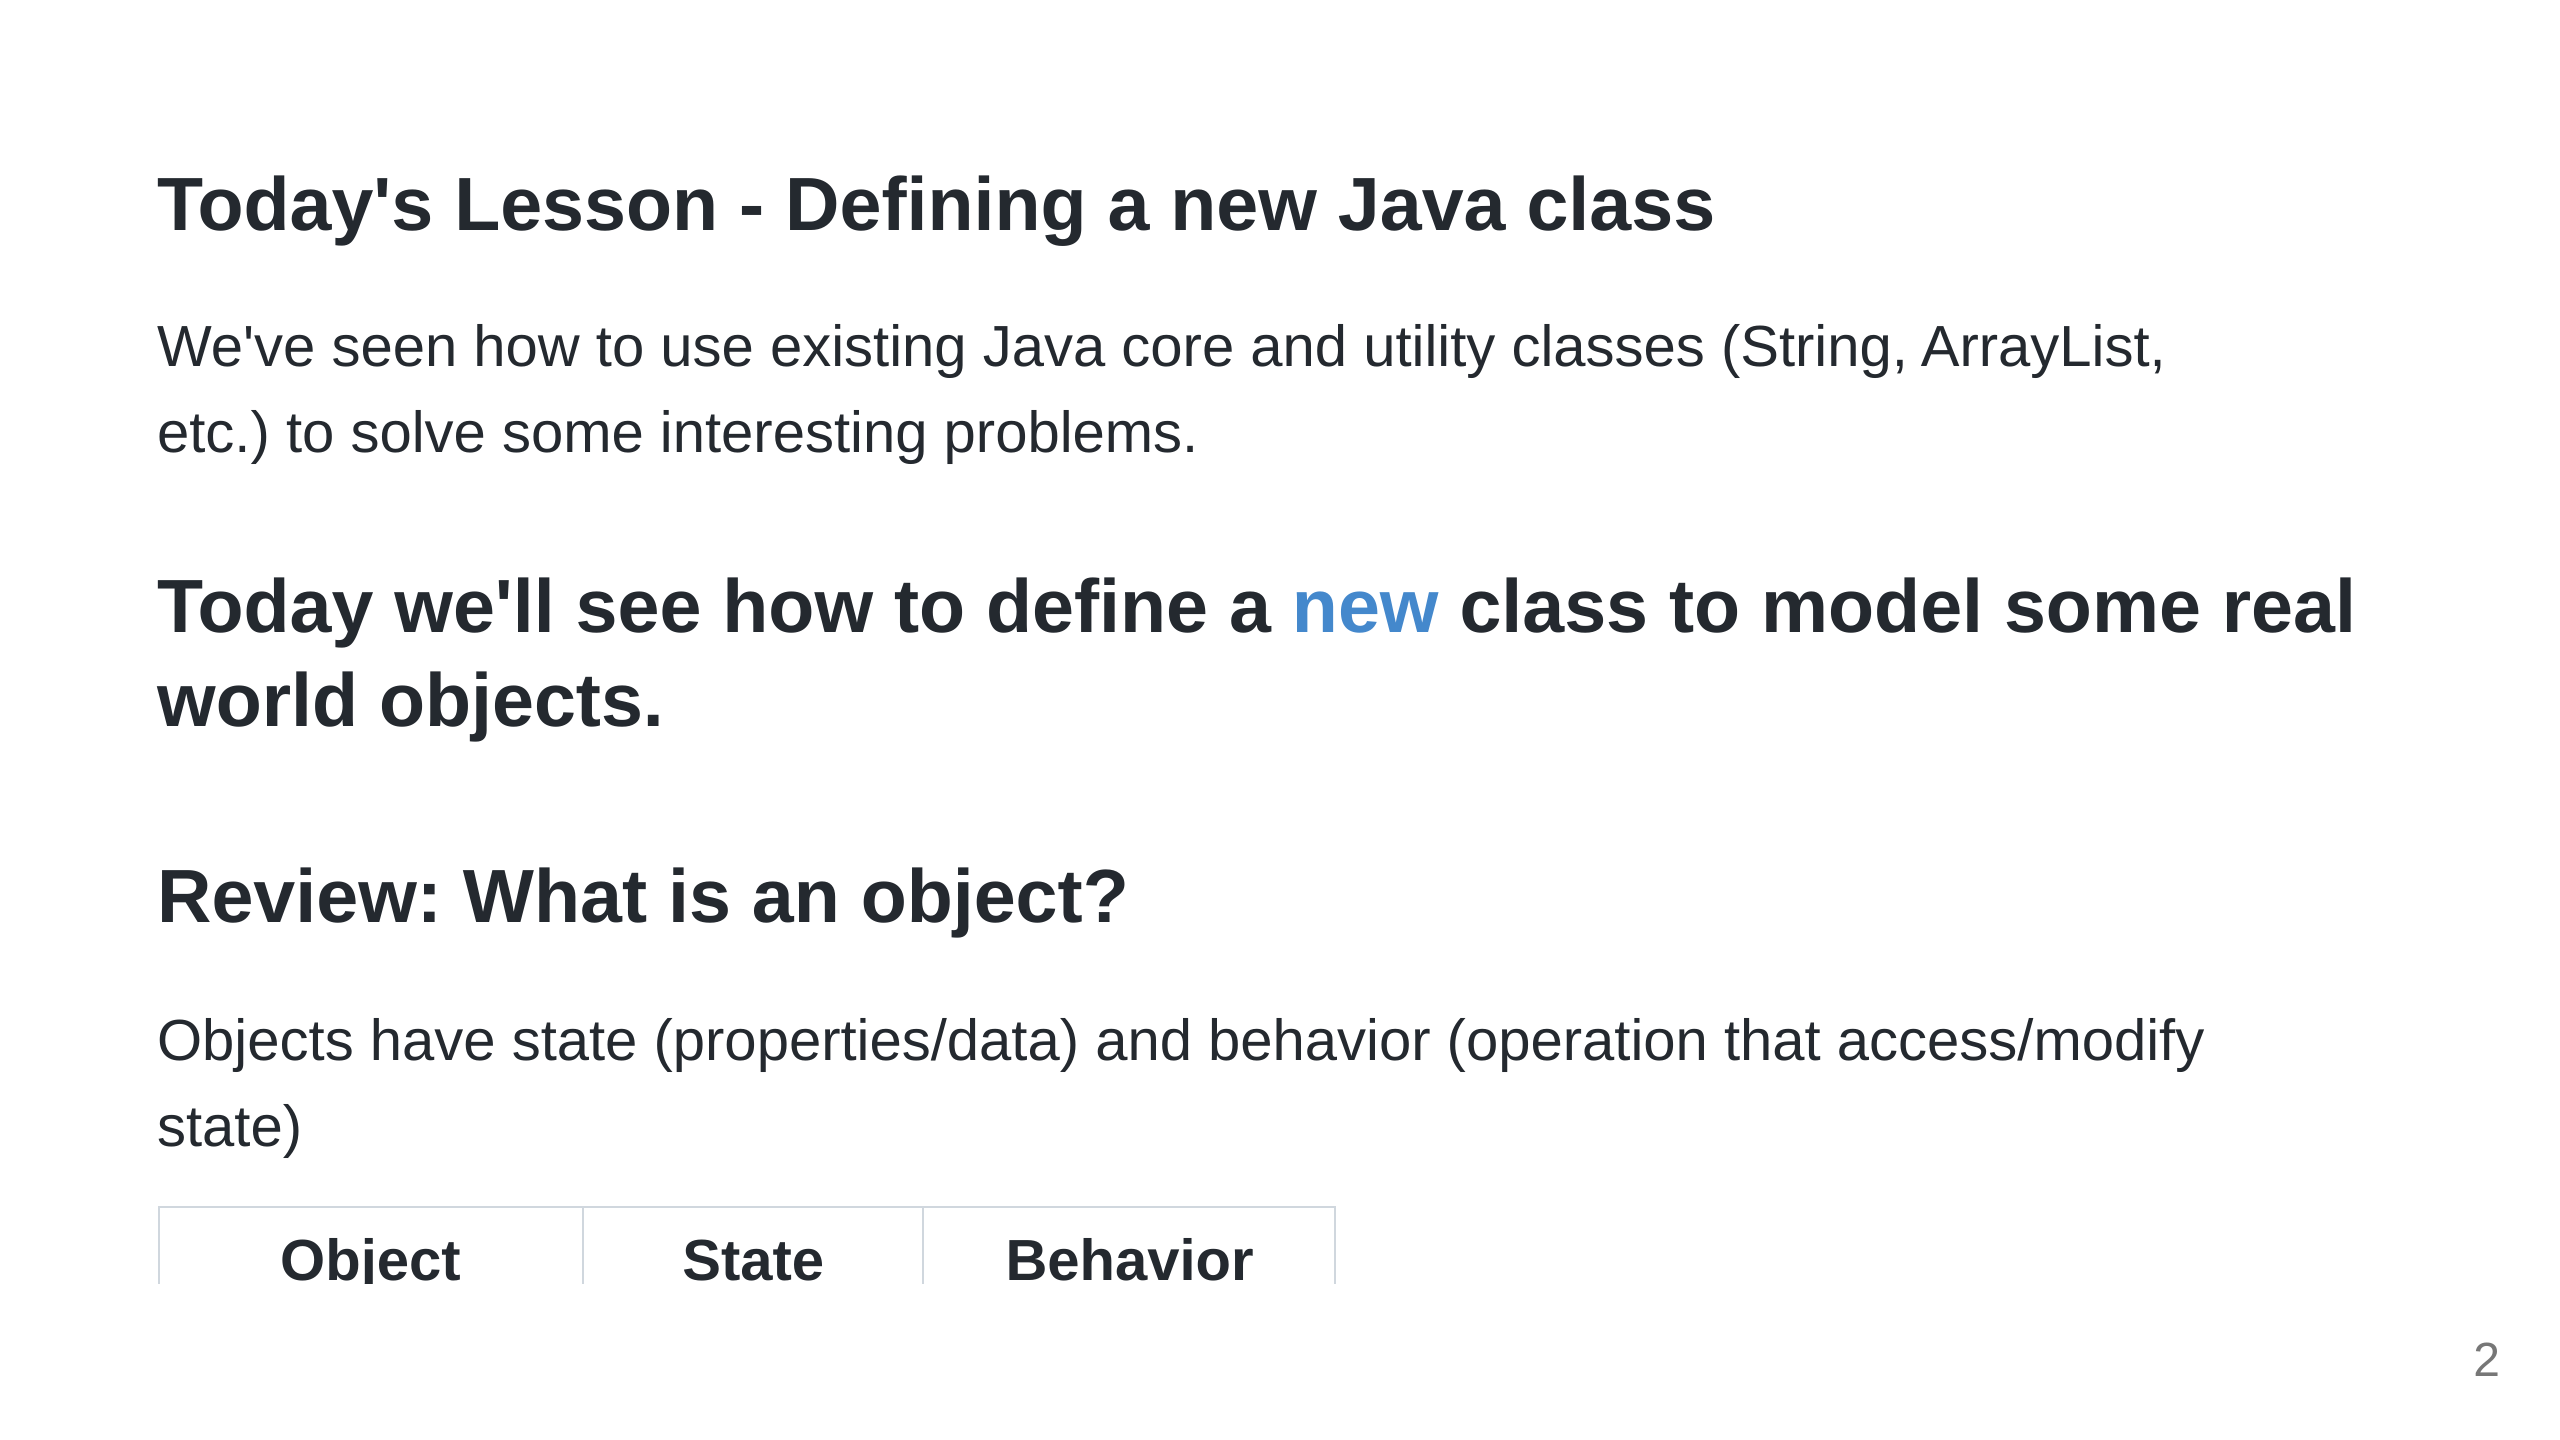 Today's Lesson - Defining a new Java class
We've seen how to use existing Java core and utility classes (String, ArrayList,
etc.) to solve some interesting problems.
Today we'll see how to define a new class to model some real
world objects.
Review: What is an object?
Objects have state (properties/data) and behavior (operation that access/modify
state)
Object State Behavior
2